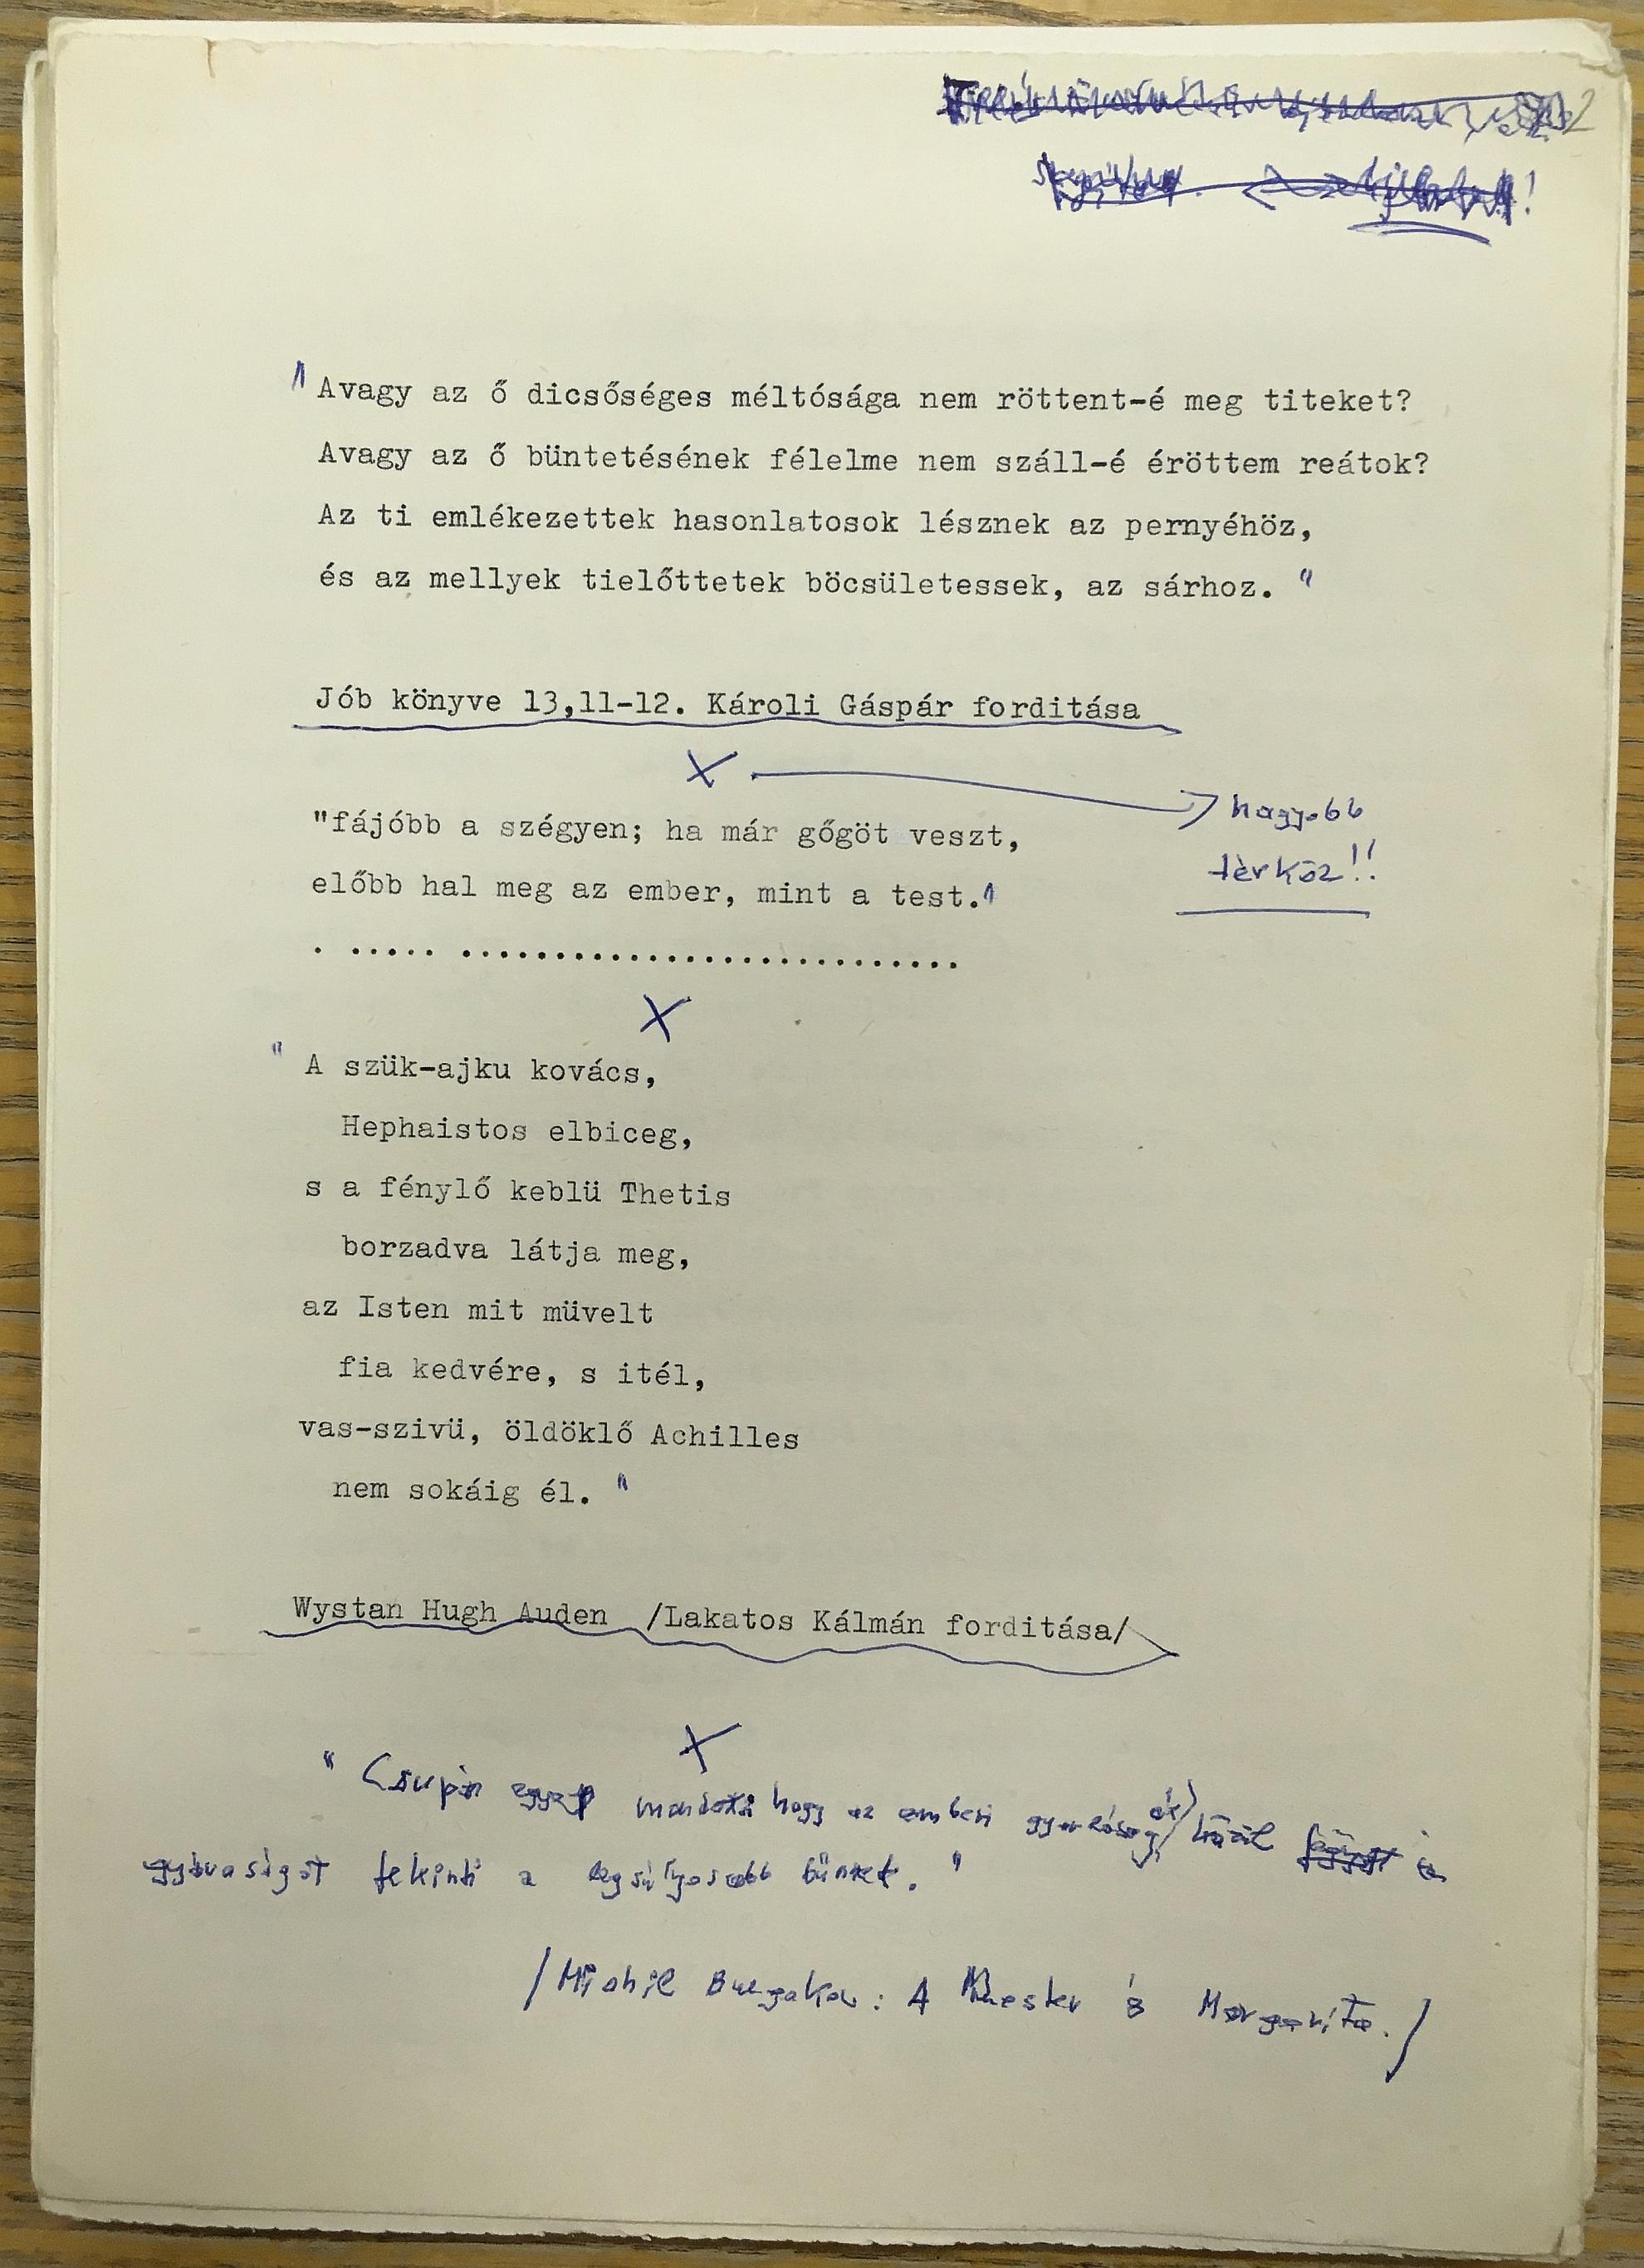 2
"Avagy az ő dicsőséges méltósága nem röttent-é meg titeket?
Avagy az ő büntetésének félelme nem száll-é éröttem reátok?
Az ti emlékezettek hasonlatosok lésznek az pernyéhöz,
és az mellyek tielőttetek böcsületessek, az sárhoz. "
Jób könyve 13,11-12. Károli Gáspár forditása
X → nagyobb
térköz!!
"fájóbb a szégyen; ha már gőgöt veszt,
előbb hal meg az ember, mint a test."
. ..... ...........................
X
" A szük-ajku kovács,
Hephaistos elbiceg,
s a fénylő keblü Thetis
borzadva látja meg,
az Isten mit müvelt
fia kedvére, s itél,
vas-szivü, öldöklő Achilles
nem sokáig él. "
Wystan Hugh Auden /Lakatos Kálmán forditása/
X
" Csupán egyet hogy az emberi közül a
gyávaságot tekinti a legsúlyosabb bűnnek. "
/Mihail Bulgakov: A Mester és Margarita./